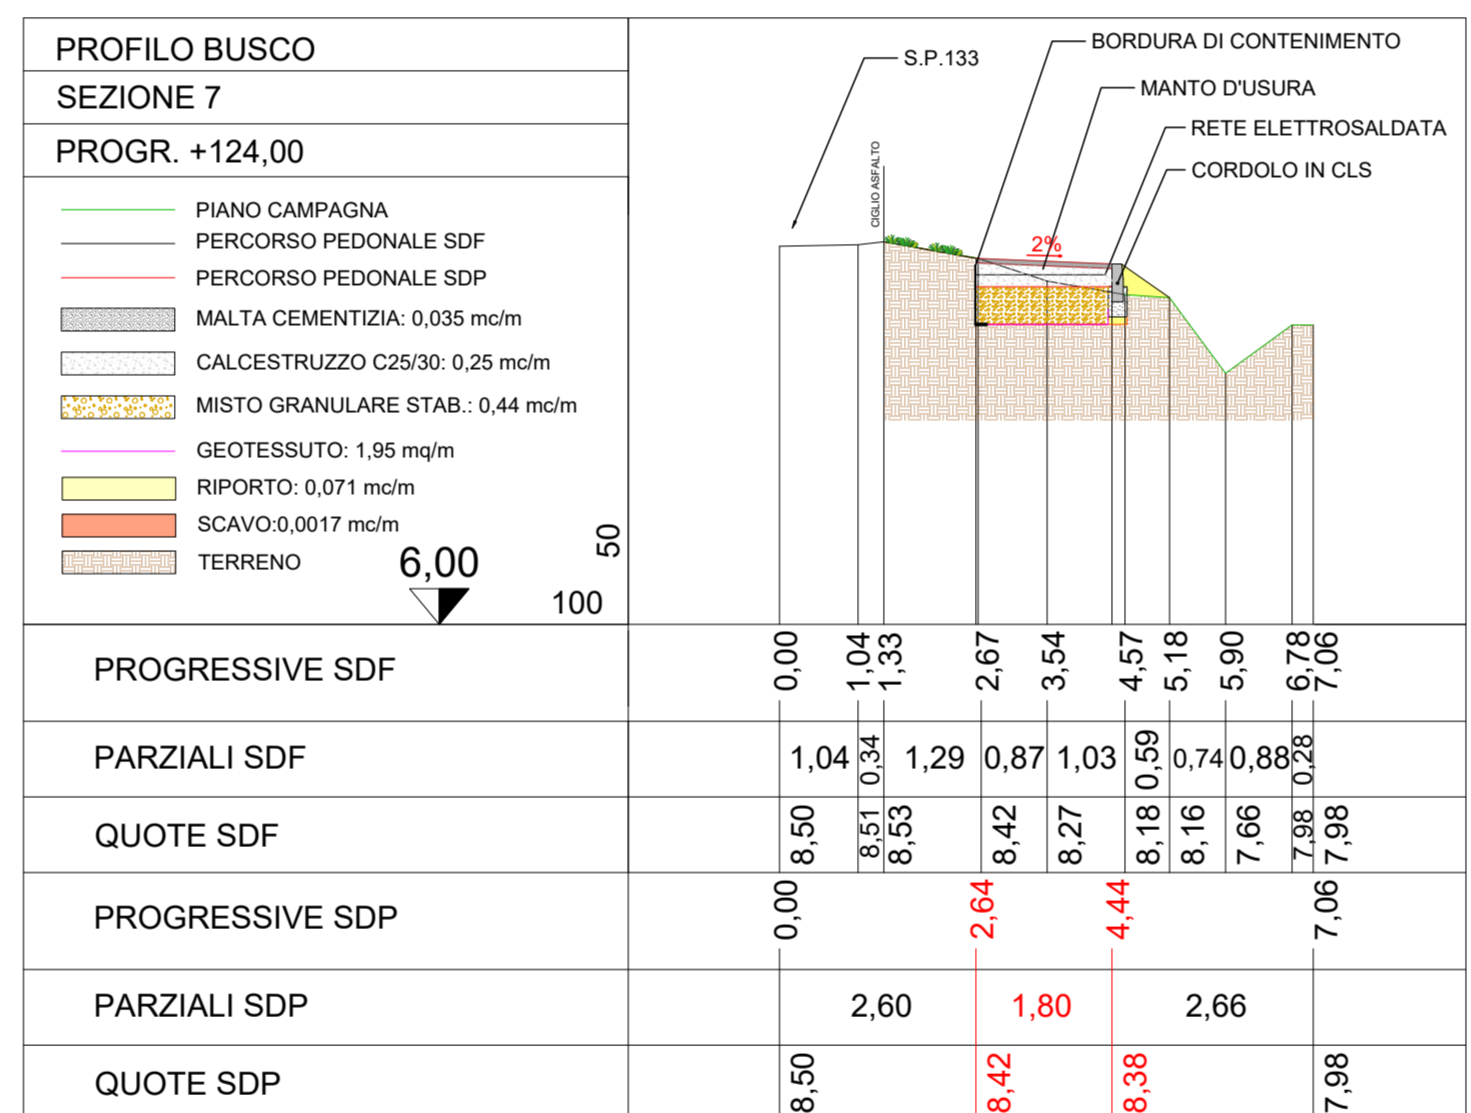 PROFILO BUSCO
SEZIONE 7
PROGR. +124,00
PIANO CAMPAGNA
PERCORSO PEDONALE SDF
PERCORSO PEDONALE SDP
MALTA CEMENTIZIA: 0,035 mc/m
CALCESTRUZZO C25/30: 0,25 mc/m
MISTO GRANULARE STAB.: 0,44 mc/m
GEOTESSUTO: 1,95 mq/m
RIPORTO: 0,071 mc/m
SCAVO:0,0017 mc/m
TERRENO
6,00
50
100
S.P.133
BORDURA DI CONTENIMENTO
MANTO D'USURA
RETE ELETTROSALDATA
CORDOLO IN CLS
CIGLIO ASFALTO
2%
PROGRESSIVE SDF 0,00 1,04 1,33 2,67 3,54 4,57 5,18 5,90 6,78 7,06
PARZIALI SDF 1,04 0,34 1,29 0,87 1,03 0,59 0,74 0,88 0,28
QUOTE SDF 8,50 8,51 8,53 8,42 8,27 8,18 8,16 7,66 7,98 7,98
PROGRESSIVE SDP 0,00 2,64 4,44 7,06
PARZIALI SDP 2,60 1,80 2,66
QUOTE SDP 8,50 8,42 8,38 7,98